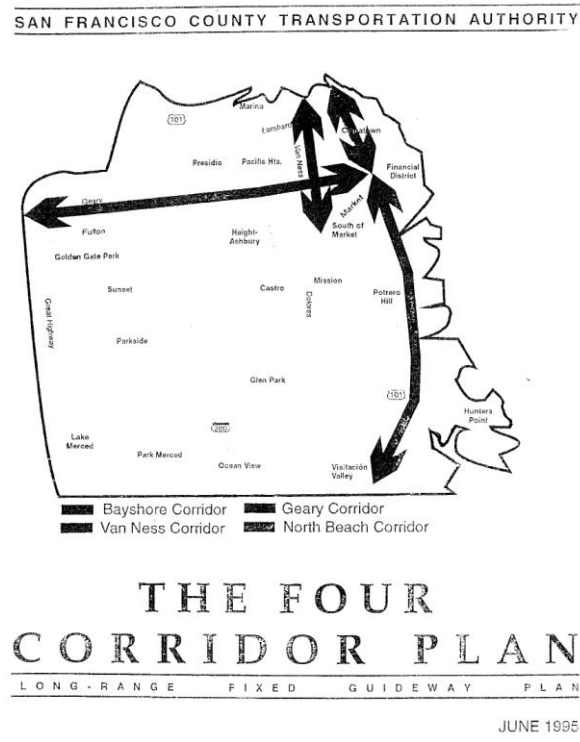 SAN FRANCISCO COUNTY TRANSPORTATION AUTHORITY
Marina
101
Lombard
Chinatown
Van Ness
Presidio
Pacific Hts.
Financial
District
Geary
Market
Fulton
Haight-
Ashbury
South of
Market
Golden Gate Park
Sunset
Castro
Mission
Dolores
Potrero
Hill
Great Highway
Parkside
Glen Park
101
Hunters
Point
280
Lake
Merced
Park Merced
Ocean View
Visitación
Valley
Bayshore Corridor
Geary Corridor
Van Ness Corridor
North Beach Corridor
THE FOUR
CORRIDOR PLAN
LONG-RANGE FIXED GUIDEWAY PLAN
JUNE 1995